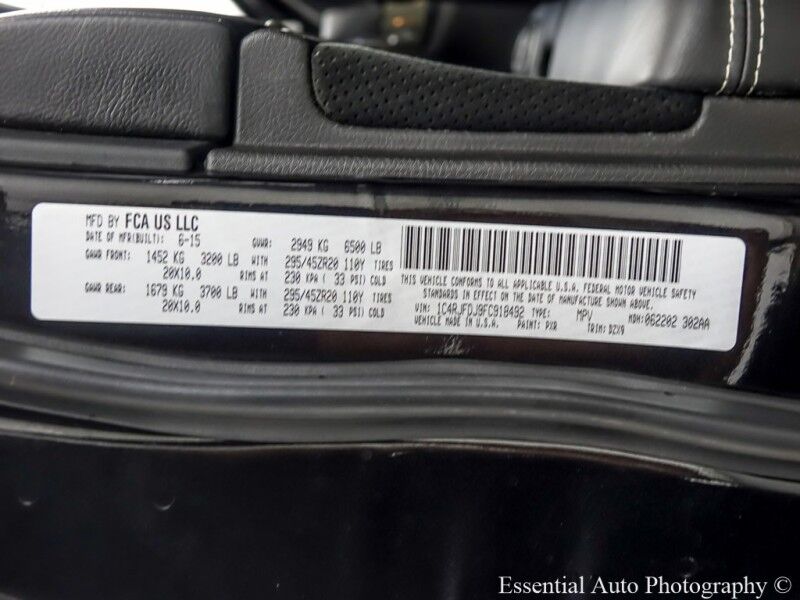 MFD BY FCA US LLC
DATE OF MFR(BUILT): 6-15 GVWR: 2949 KG 6500 LB
GAWR FRONT: 1452 KG 3200 LB WITH 295/45ZR20 110Y TIRES
20X10.0 RIMS AT 230 KPA ( 33 PSI) COLD
GAWR REAR: 1679 KG 3700 LB WITH 295/45ZR20 110Y TIRES
20X10.0 RIMS AT 230 KPA ( 33 PSI) COLD
THIS VEHICLE CONFORMS TO ALL APPLICABLE U.S.A. FEDERAL MOTOR VEHICLE SAFETY
STANDARDS IN EFFECT ON THE DATE OF MANUFACTURE SHOWN ABOVE.
VIN: 1C4RJFDJ9FC918492 TYPE: MPV MDH:062202 302AA
VEHICLE MADE IN U.S.A. PAINT: PXR TRIM: DZX9
Essential Auto Photography ©